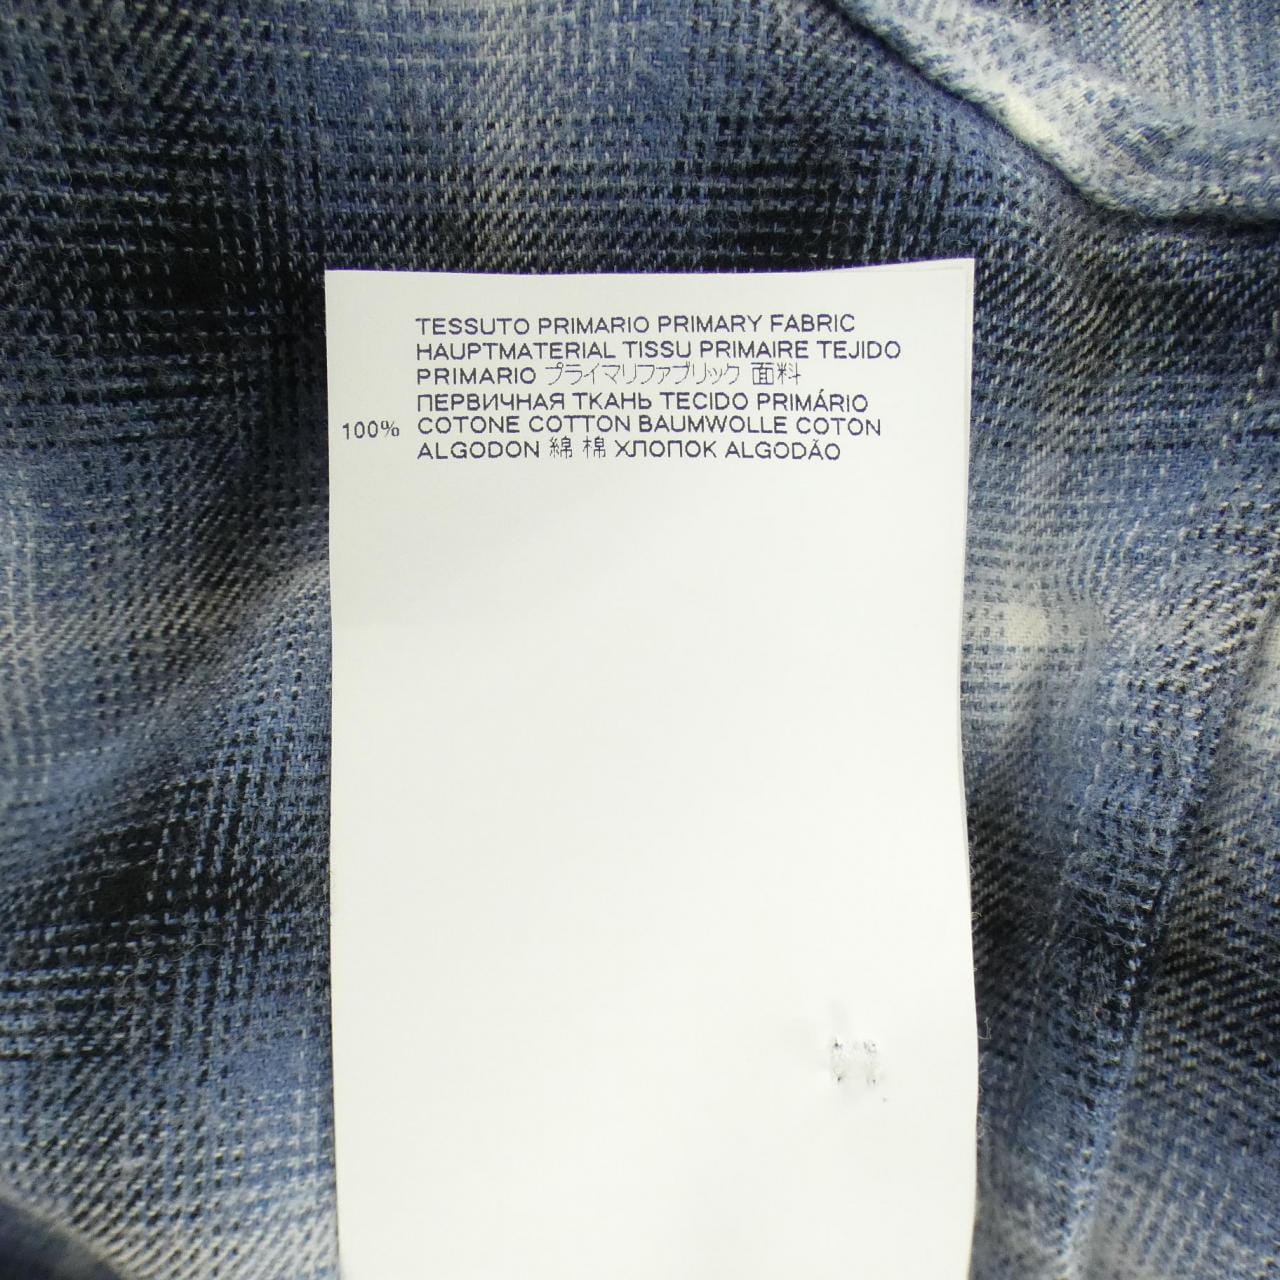 TESSUTO PRIMARIO PRIMARY FABRIC
HAUPTMATERIAL TISSU PRIMAIRE TEJIDO
PRIMARIO プライマリファブリック 面料
ПЕРВИЧНАЯ ТКАНЬ TECIDO PRIMÁRIO
100% COTONE COTTON BAUMWOLLE COTON
ALGODON 綿 棉 ХЛОПОК ALGODÃO